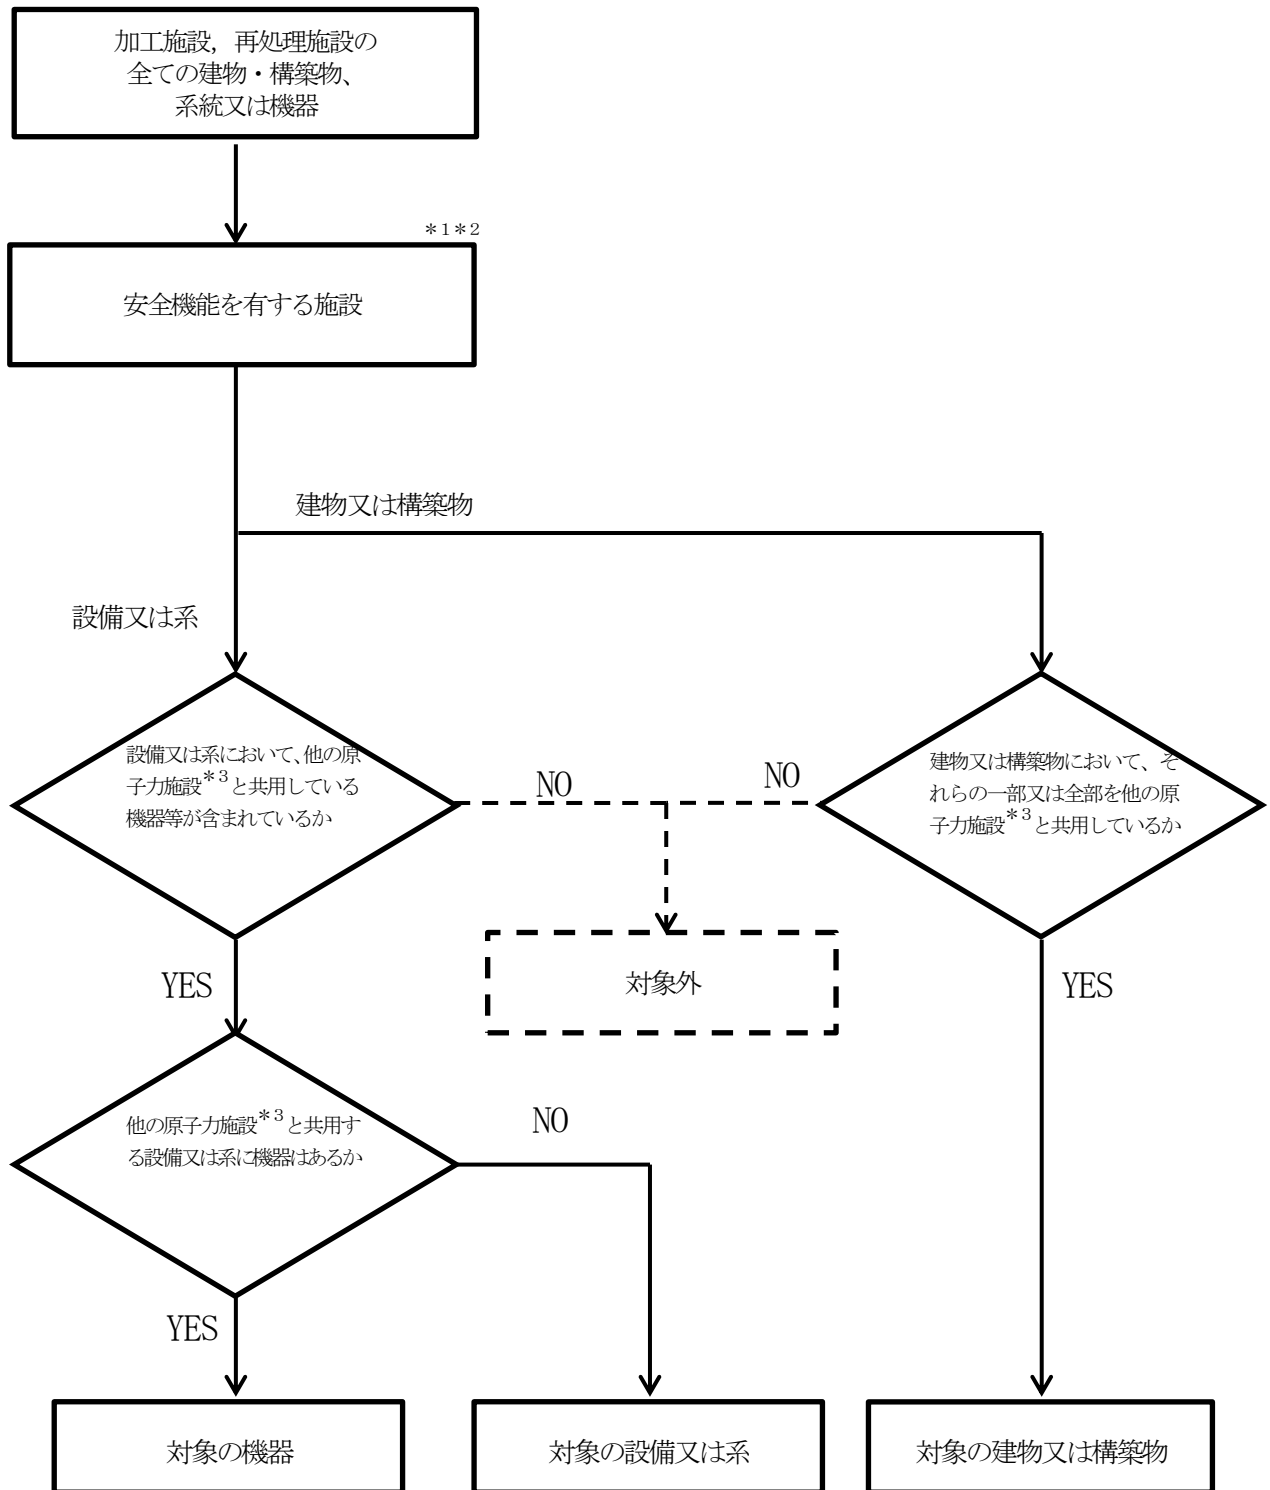 加工施設，再処理施設の
全ての建物・構築物、
系統又は機器
＊1＊2
安全機能を有する施設
建物又は構築物
設備又は系
設備又は系において、他の原
子力施設＊3と共用している
機器等が含まれているか
NO
NO
建物又は構築物において、そ
れらの一部又は全部を他の原
子力施設＊3と共用しているか
対象外
YES
YES
他の原子力施設＊3と共用す
る設備又は系に機器はあるか
NO
YES
対象の機器
対象の設備又は系
対象の建物又は構築物